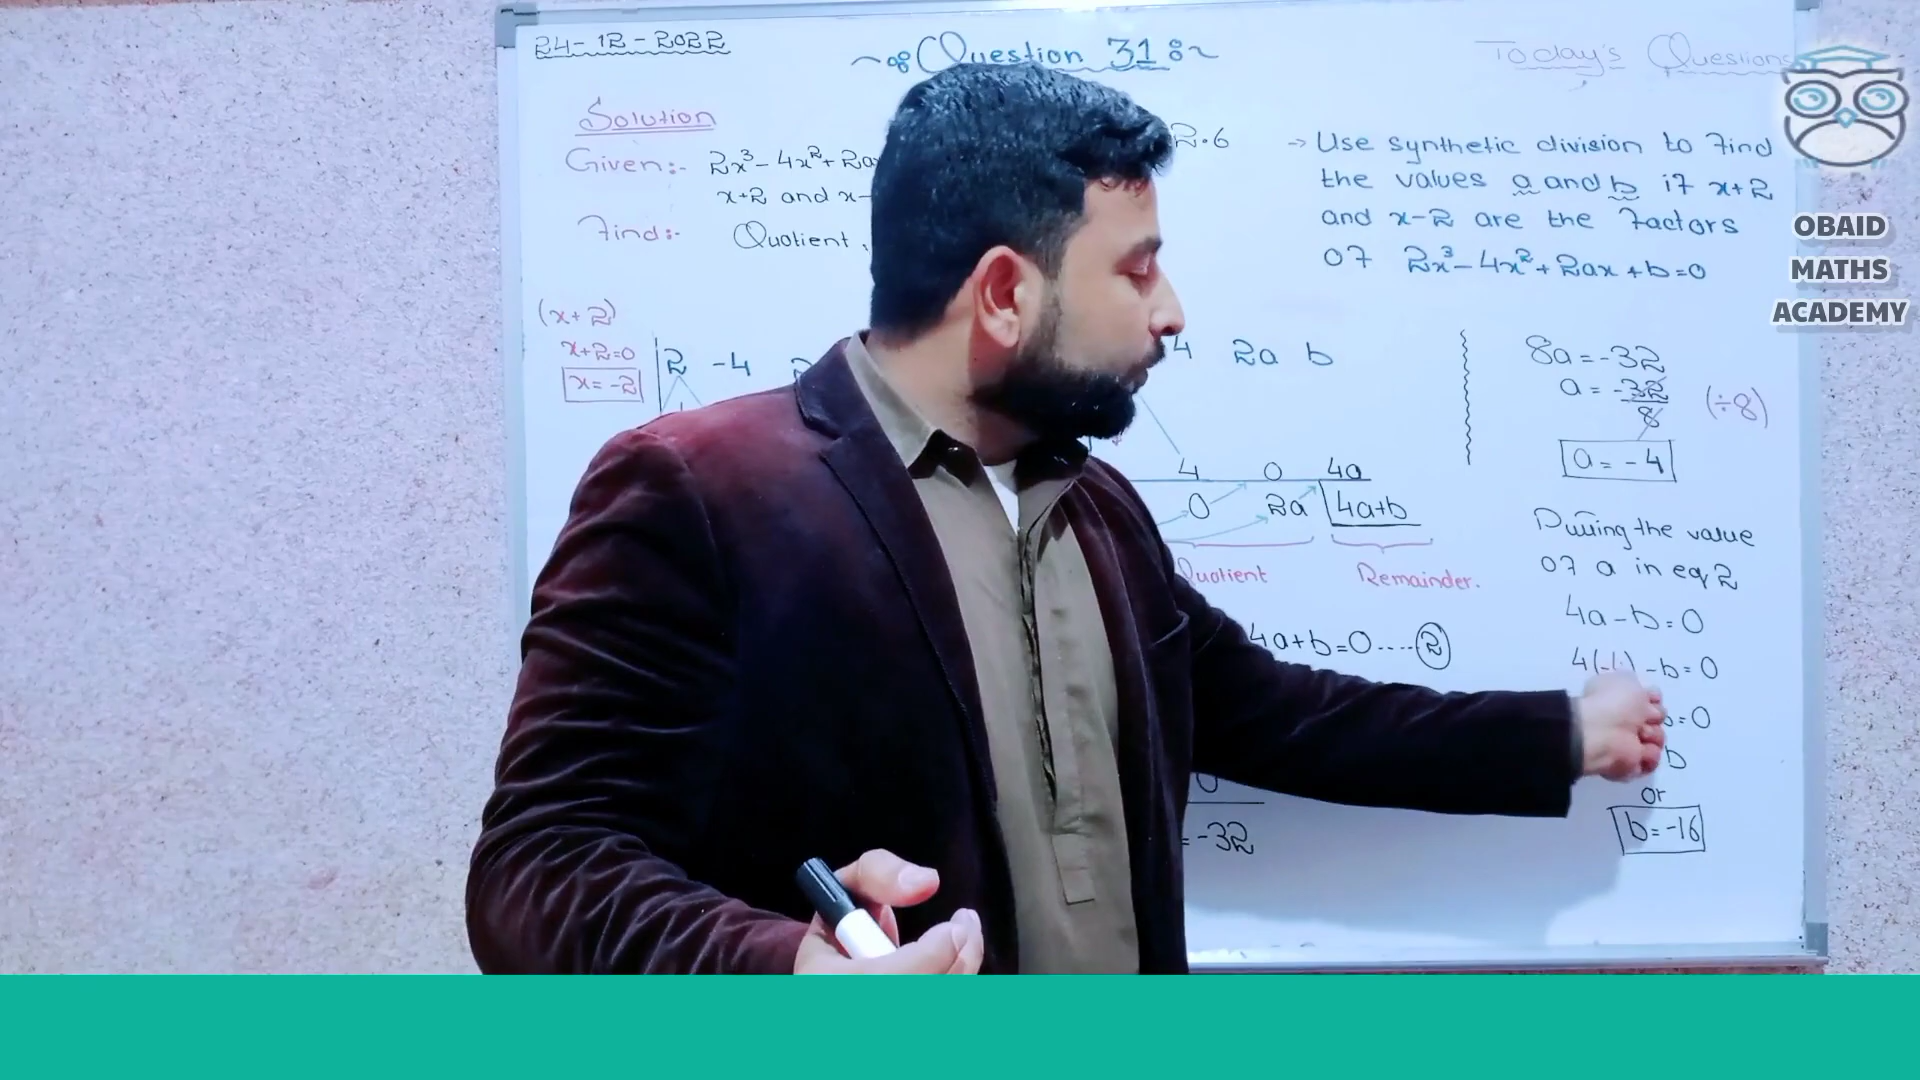 24-12-2022
Question 31
Today's Questions
Solution
Given:- 2x³-4x²+2a
x+2 and x-
Find:- Quotient,
2.6
→ Use synthetic division to find
the values a and b if x+2
and x-2 are the factors
of 2x³-4x²+2ax+b=0
OBAID
MATHS
ACADEMY
(x+2)
x+2=0
x=-2
2 -4
4 2a b
4 0 4a
0 2a 4a+b
Quotient Remainder.
4a+b=0....②
= -32
8a=-32
a = -32/8 (÷8)
a = -4
Putting the value
of a in eq 2
4a-b=0
4(-4)-b=0
b=0
b
or
b=-16